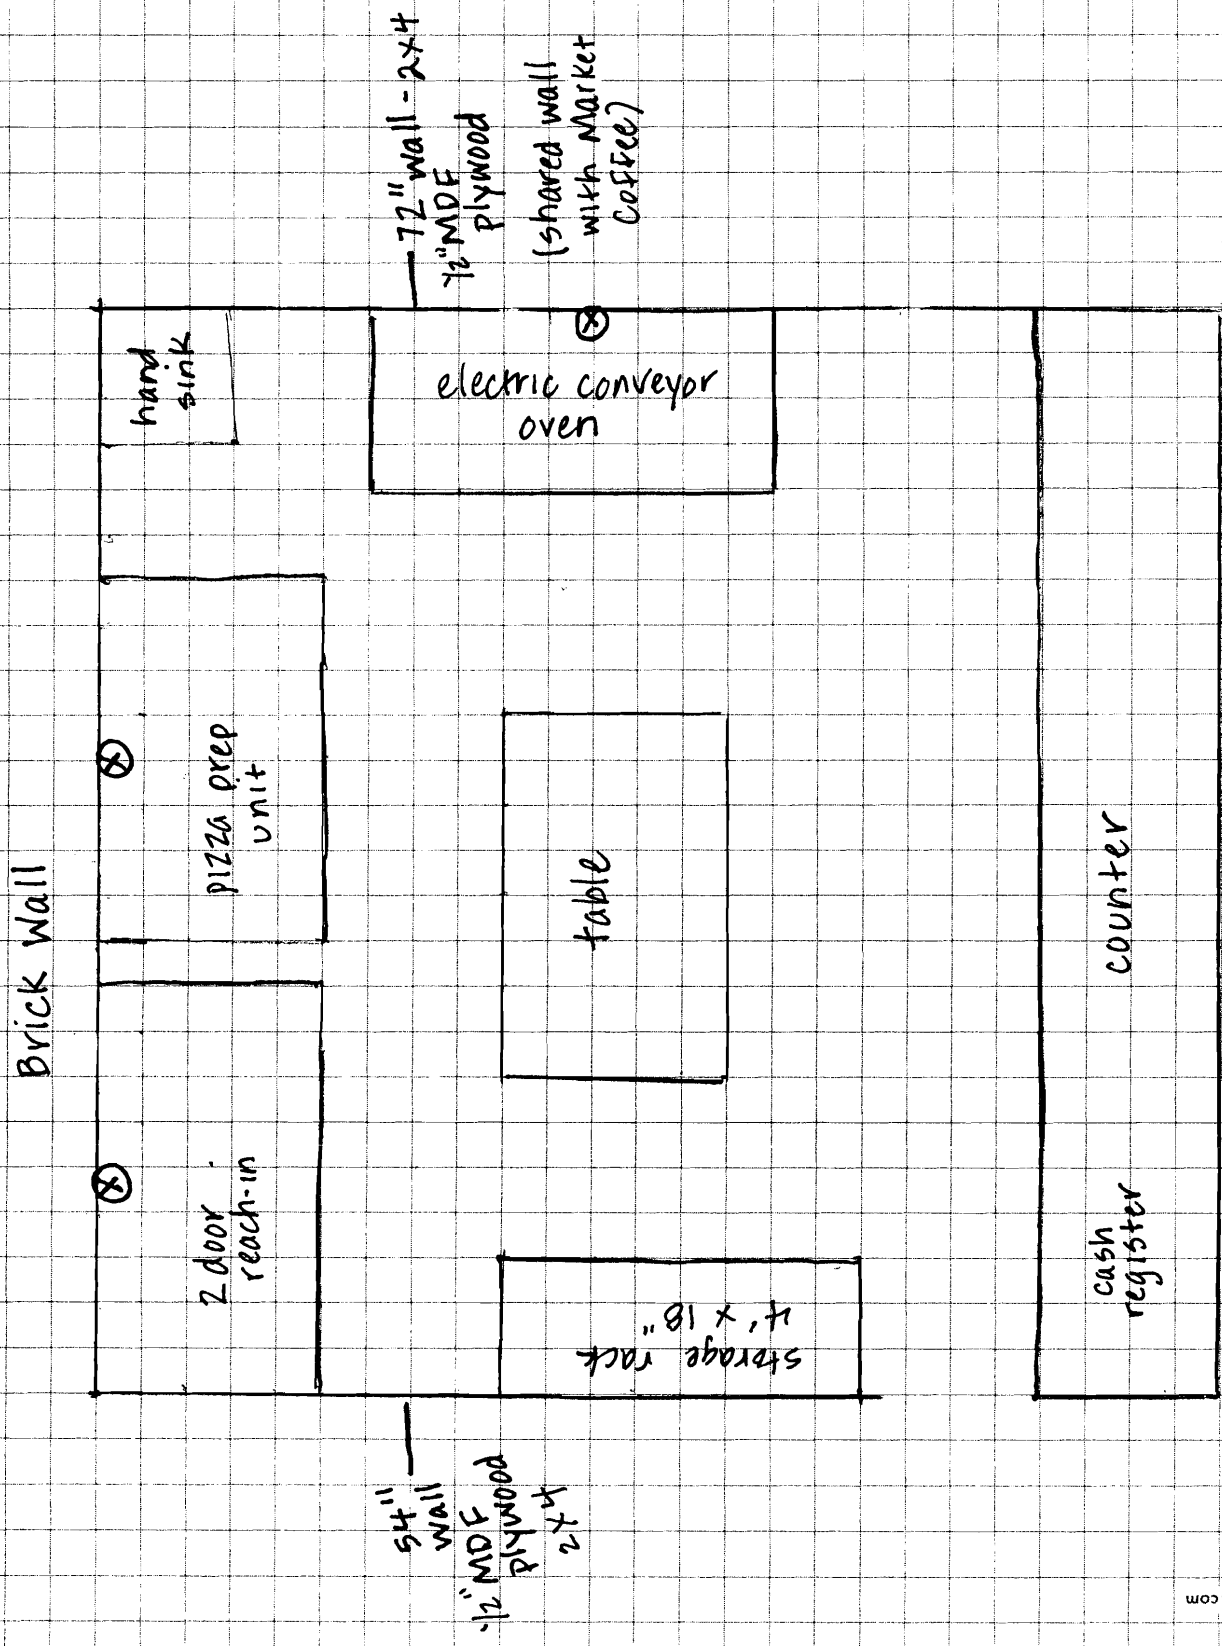 72" wall - 2x4
1/2" MDF
plywood
(shared wall
with Market
Coffee)
hand
sink
electric conveyor
oven
pizza prep
unit
Brick Wall
table
counter
2 door
reach-in
cash
register
storage rack
4' x 18"
54"
wall
1/2" MDF
plywood
2x4
com